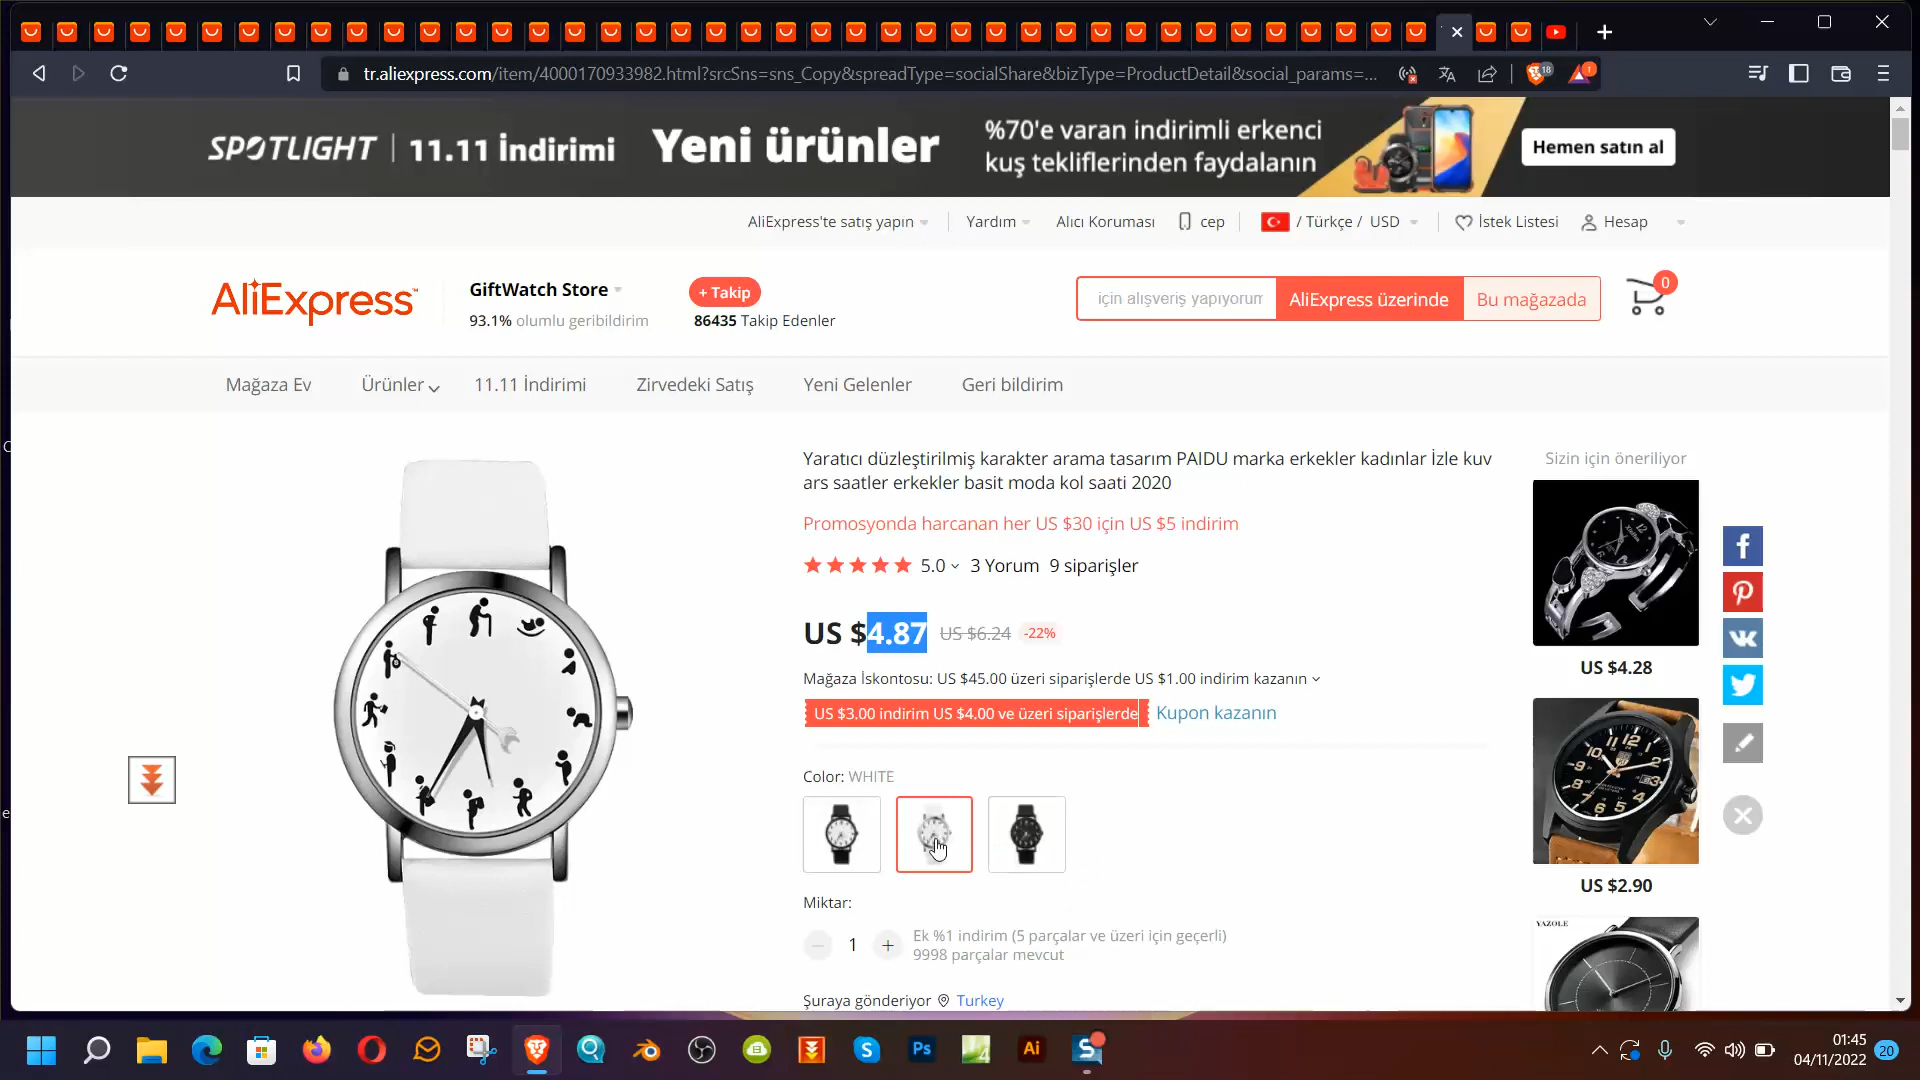 tr.aliexpress.com/item/4000170933982.html?srcSns=sns_Copy&spreadType=socialShare&bizType=ProductDetail&social_params=...
18
1
SPOTLIGHT | 11.11 İndirimi
Yeni ürünler
%70'e varan indirimli erkenci
kuş tekliflerinden faydalanın
Hemen satın al
AliExpress'te satış yapın
Yardım
Alıcı Koruması
cep
/ Türkçe / USD
İstek Listesi
Hesap
AliExpress
GiftWatch Store
93.1% olumlu geribildirim
+ Takip
86435 Takip Edenler
için alışveriş yapıyorum
AliExpress üzerinde
Bu mağazada
0
Mağaza Ev
Ürünler
11.11 İndirimi
Zirvedeki Satış
Yeni Gelenler
Geri bildirim
Yaratıcı düzleştirilmiş karakter arama tasarım PAIDU marka erkekler kadınlar İzle kuv
ars saatler erkekler basit moda kol saati 2020
Promosyonda harcanan her US $30 için US $5 indirim
5.0 3 Yorum 9 siparişler
US $4.87 US $6.24 -22%
Mağaza İskontosu: US $45.00 üzeri siparişlerde US $1.00 indirim kazanın
US $3.00 indirim US $4.00 ve üzeri siparişlerde Kupon kazanın
Color: WHITE
Miktar:
1
Ek %1 indirim (5 parçalar ve üzeri için geçerli)
9998 parçalar mevcut
Şuraya gönderiyor Turkey
Sizin için öneriliyor
US $4.28
US $2.90
YAZOLE
Ps
Ai
01:45
04/11/2022
20